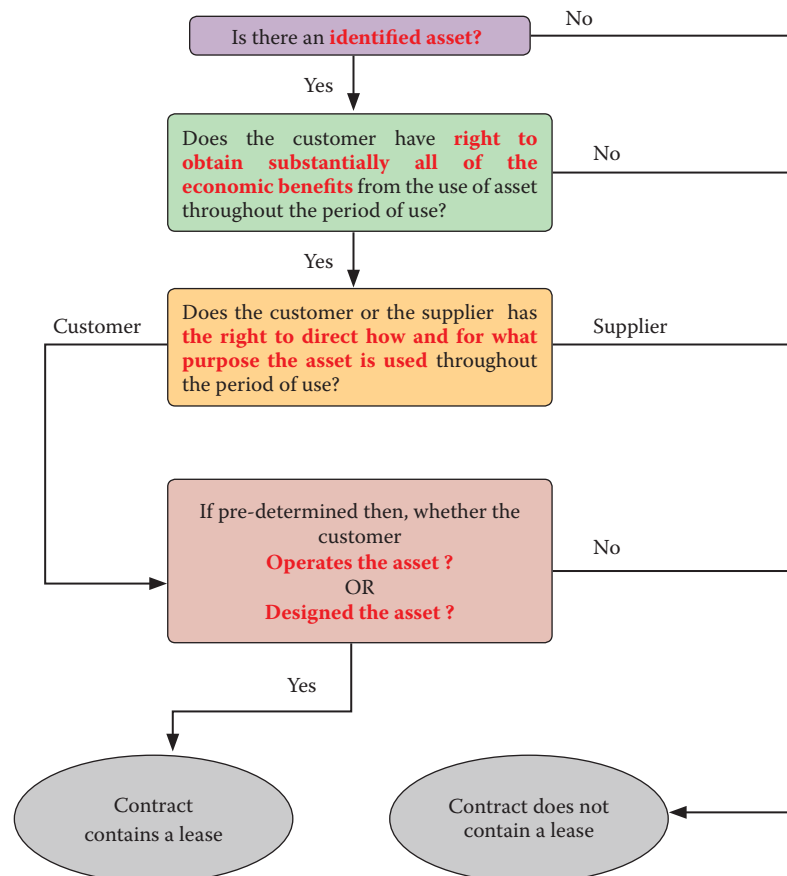 Is there an identified asset?
No
Yes
Does the customer have right to
obtain substantially all of the
economic benefits from the use of asset
throughout the period of use?
No
Yes
Does the customer or the supplier has
the right to direct how and for what
purpose the asset is used throughout
the period of use?
Customer
Supplier
If pre-determined then, whether the
customer
Operates the asset ?
OR
Designed the asset ?
No
Yes
Contract
contains a lease
Contract does not
contain a lease